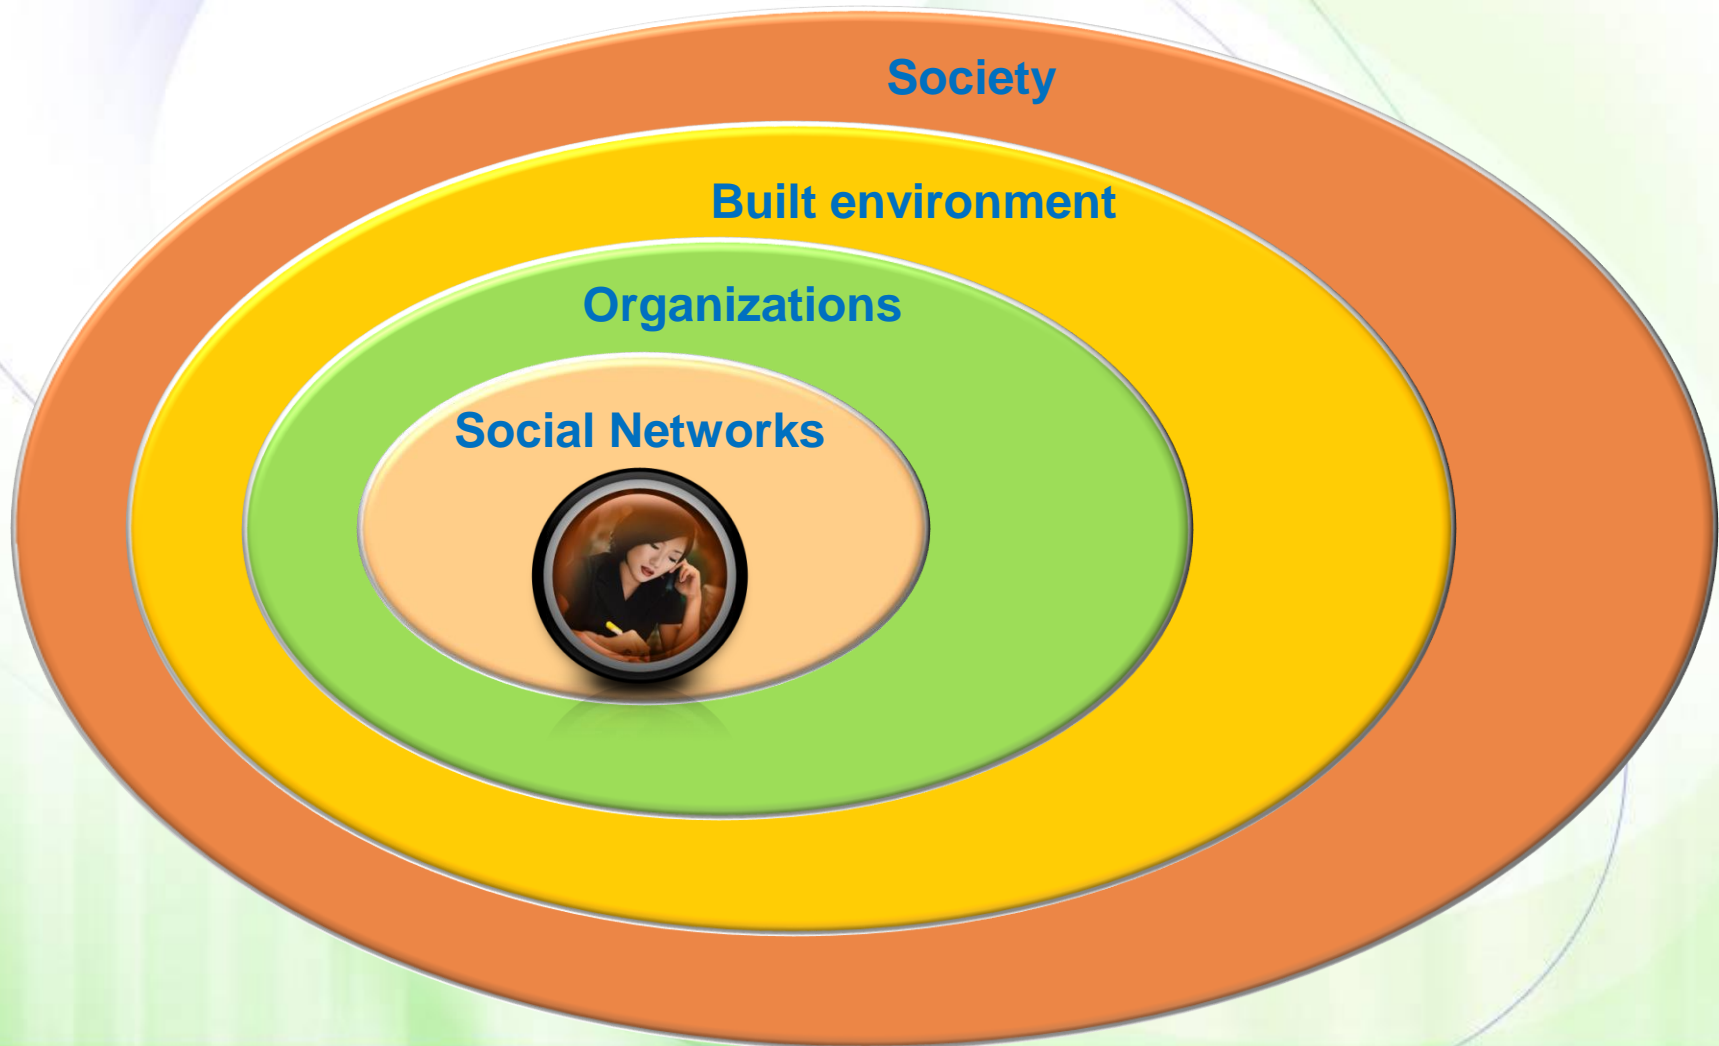 Society
Built environment
Organizations
Social Networks